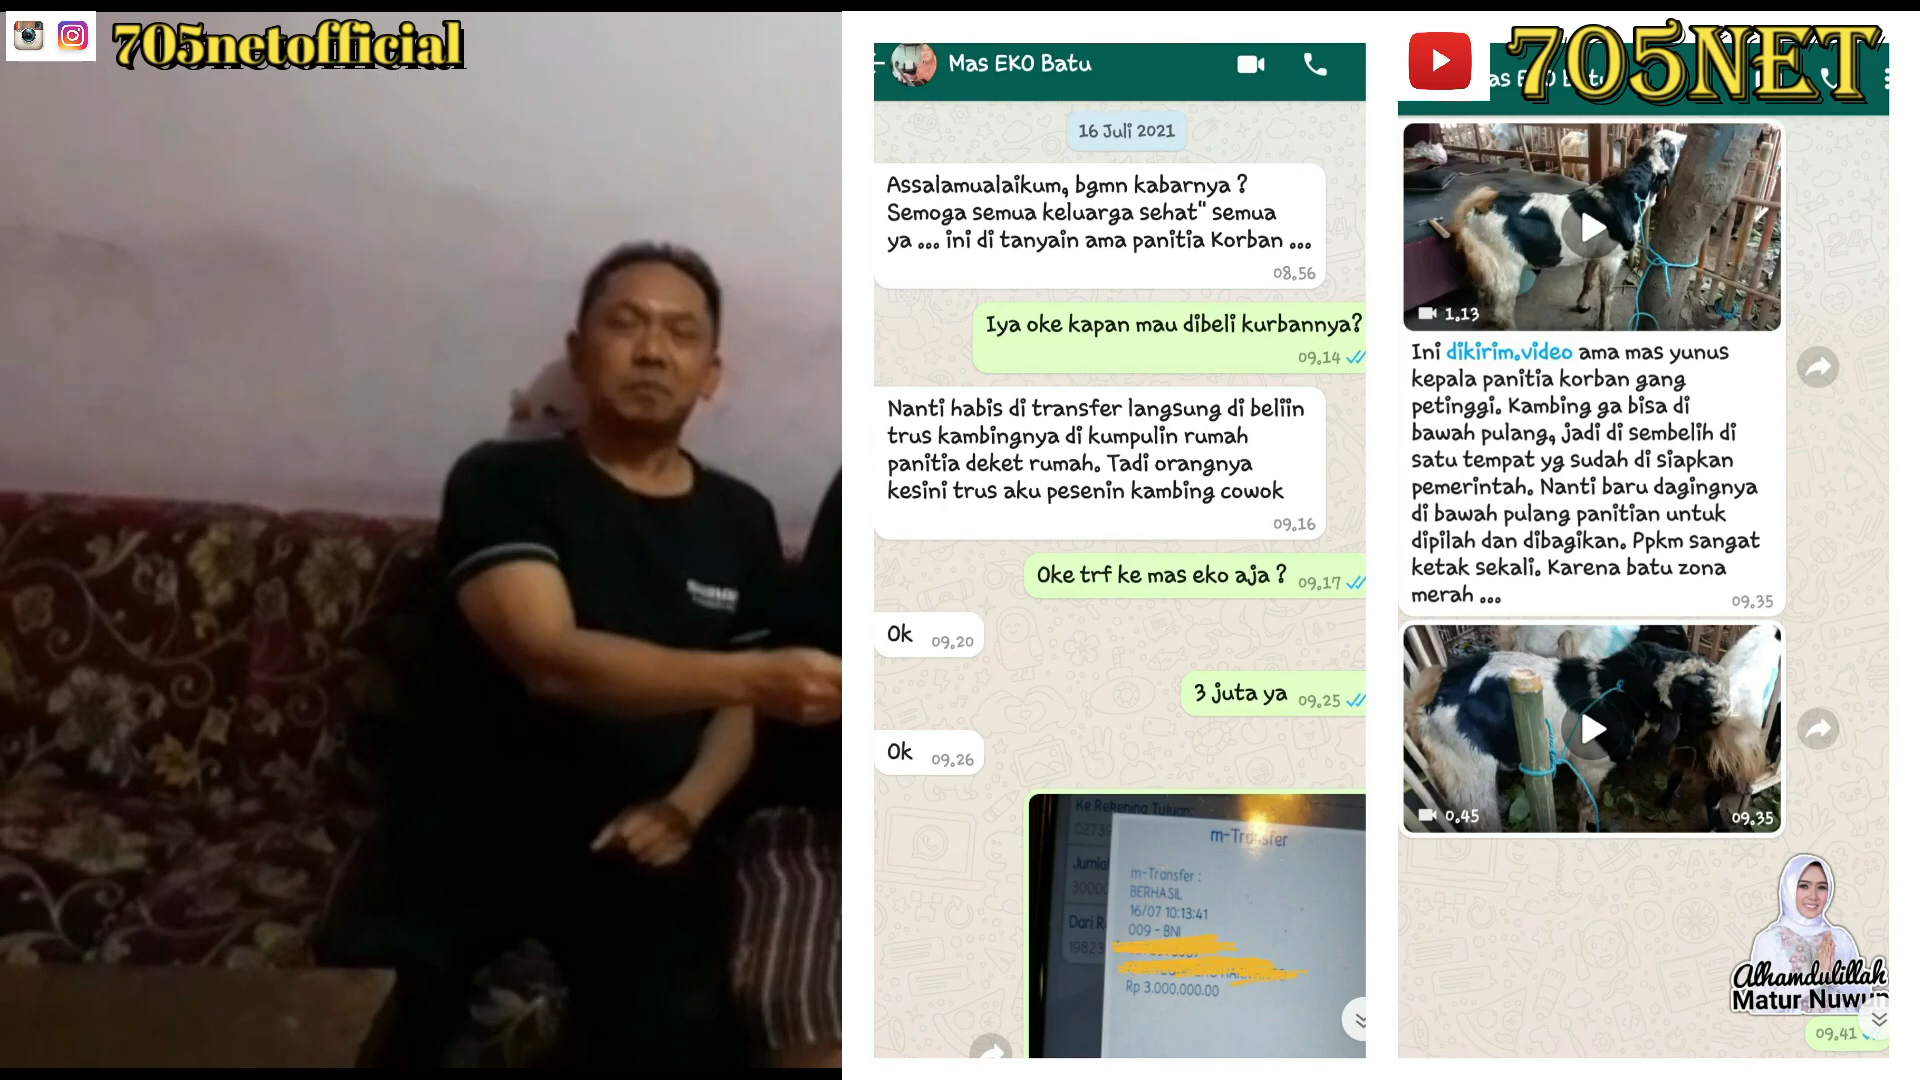 705netofficial
Mas EKO Batu
16 Juli 2021
Assalamualaikum, bgmn kabarnya ?
Semoga semua keluarga sehat" semua
ya ... ini di tanyain ama panitia Korban ...
08.56
Iya oke kapan mau dibeli kurbannya?
09.14
Nanti habis di transfer langsung di beliin
trus kambingnya di kumpulin rumah
panitia deket rumah. Tadi orangnya
kesini trus aku pesenin kambing cowok
09.16
Oke trf ke mas eko aja ? 09.17
Ok 09.20
3 juta ya 09.25
Ok 09.26
Ke Rekening Tujuan:
m-Transfer
m-Transfer :
BERHASIL
16/07 10:13:41
009 - BNI
Rp 3.000.000.00
Dari R
705NET
1.13
Ini dikirim.video ama mas yunus
kepala panitia korban gang
petinggi. Kambing ga bisa di
bawah pulang, jadi di sembelih di
satu tempat yg sudah di siapkan
pemerintah. Nanti baru dagingnya
di bawah pulang panitian untuk
dipilah dan dibagikan. Ppkm sangat
ketak sekali. Karena batu zona
merah ...
09.35
0.45
09.35
Alhamdulillah
Matur Nuwun
09.41